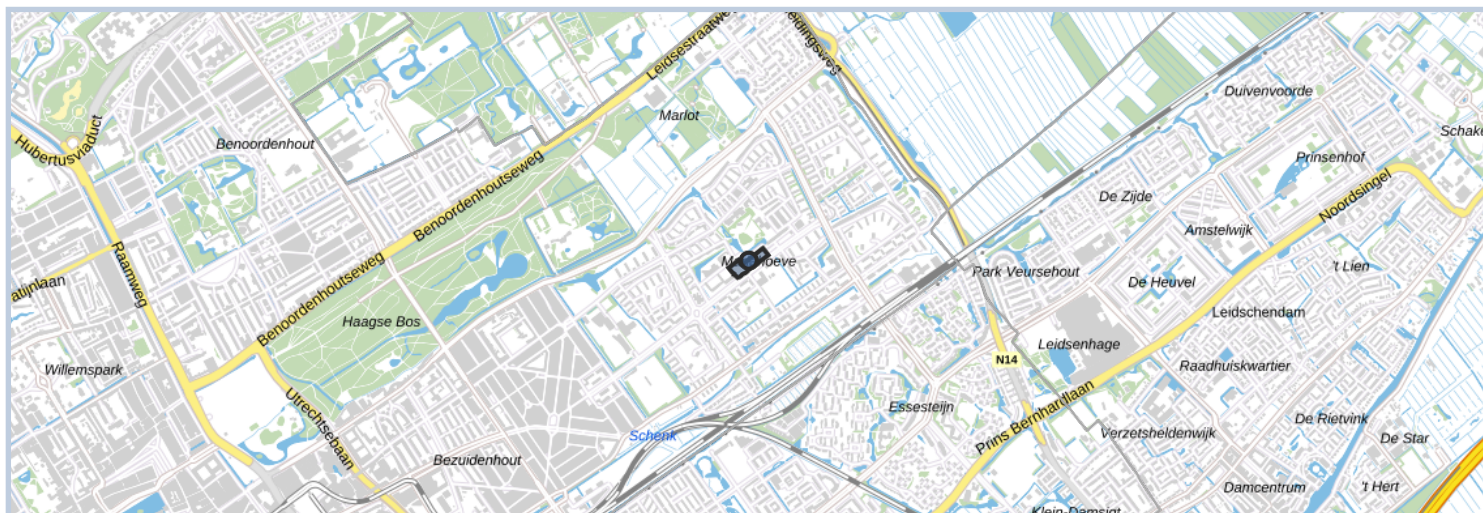 Leidsestraatweg
Marlot
Duivenvoorde
Hubertusviaduct
Benoordenhout
Prinsenhof
Benoordenhoutseweg
De Zijde
Noordsingel
Amstelwijk
Raamweg
Park Veursehout
't Lien
De Heuvel
Benoordenhoutseweg
Haagse Bos
Leidschendam
Leidsenhage
Willemspark
N14
Raadhuiskwartier
Utrechtsebaan
Essesteijn
Prins Bernhardlaan
De Rietvink
Schenk
Verzetsheldenwijk
De Star
Bezuidenhout
Damcentrum
't Hert
Klein-Damsigt